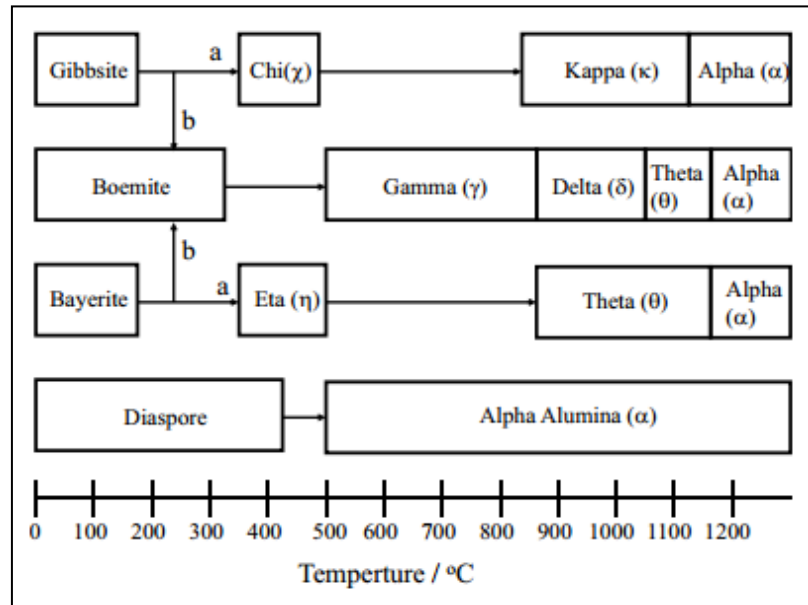 Gibbsite
a
Chi(χ)
Kappa (κ)
Alpha (α)
b
Boemite
Gamma (γ)
Delta (δ)
Theta
(θ)
Alpha
(α)
b
Bayerite
a
Eta (η)
Theta (θ)
Alpha
(α)
Diaspore
Alpha Alumina (α)
0 100 200 300 400 500 600 700 800 900 1000 1100 1200
Temperture / °C